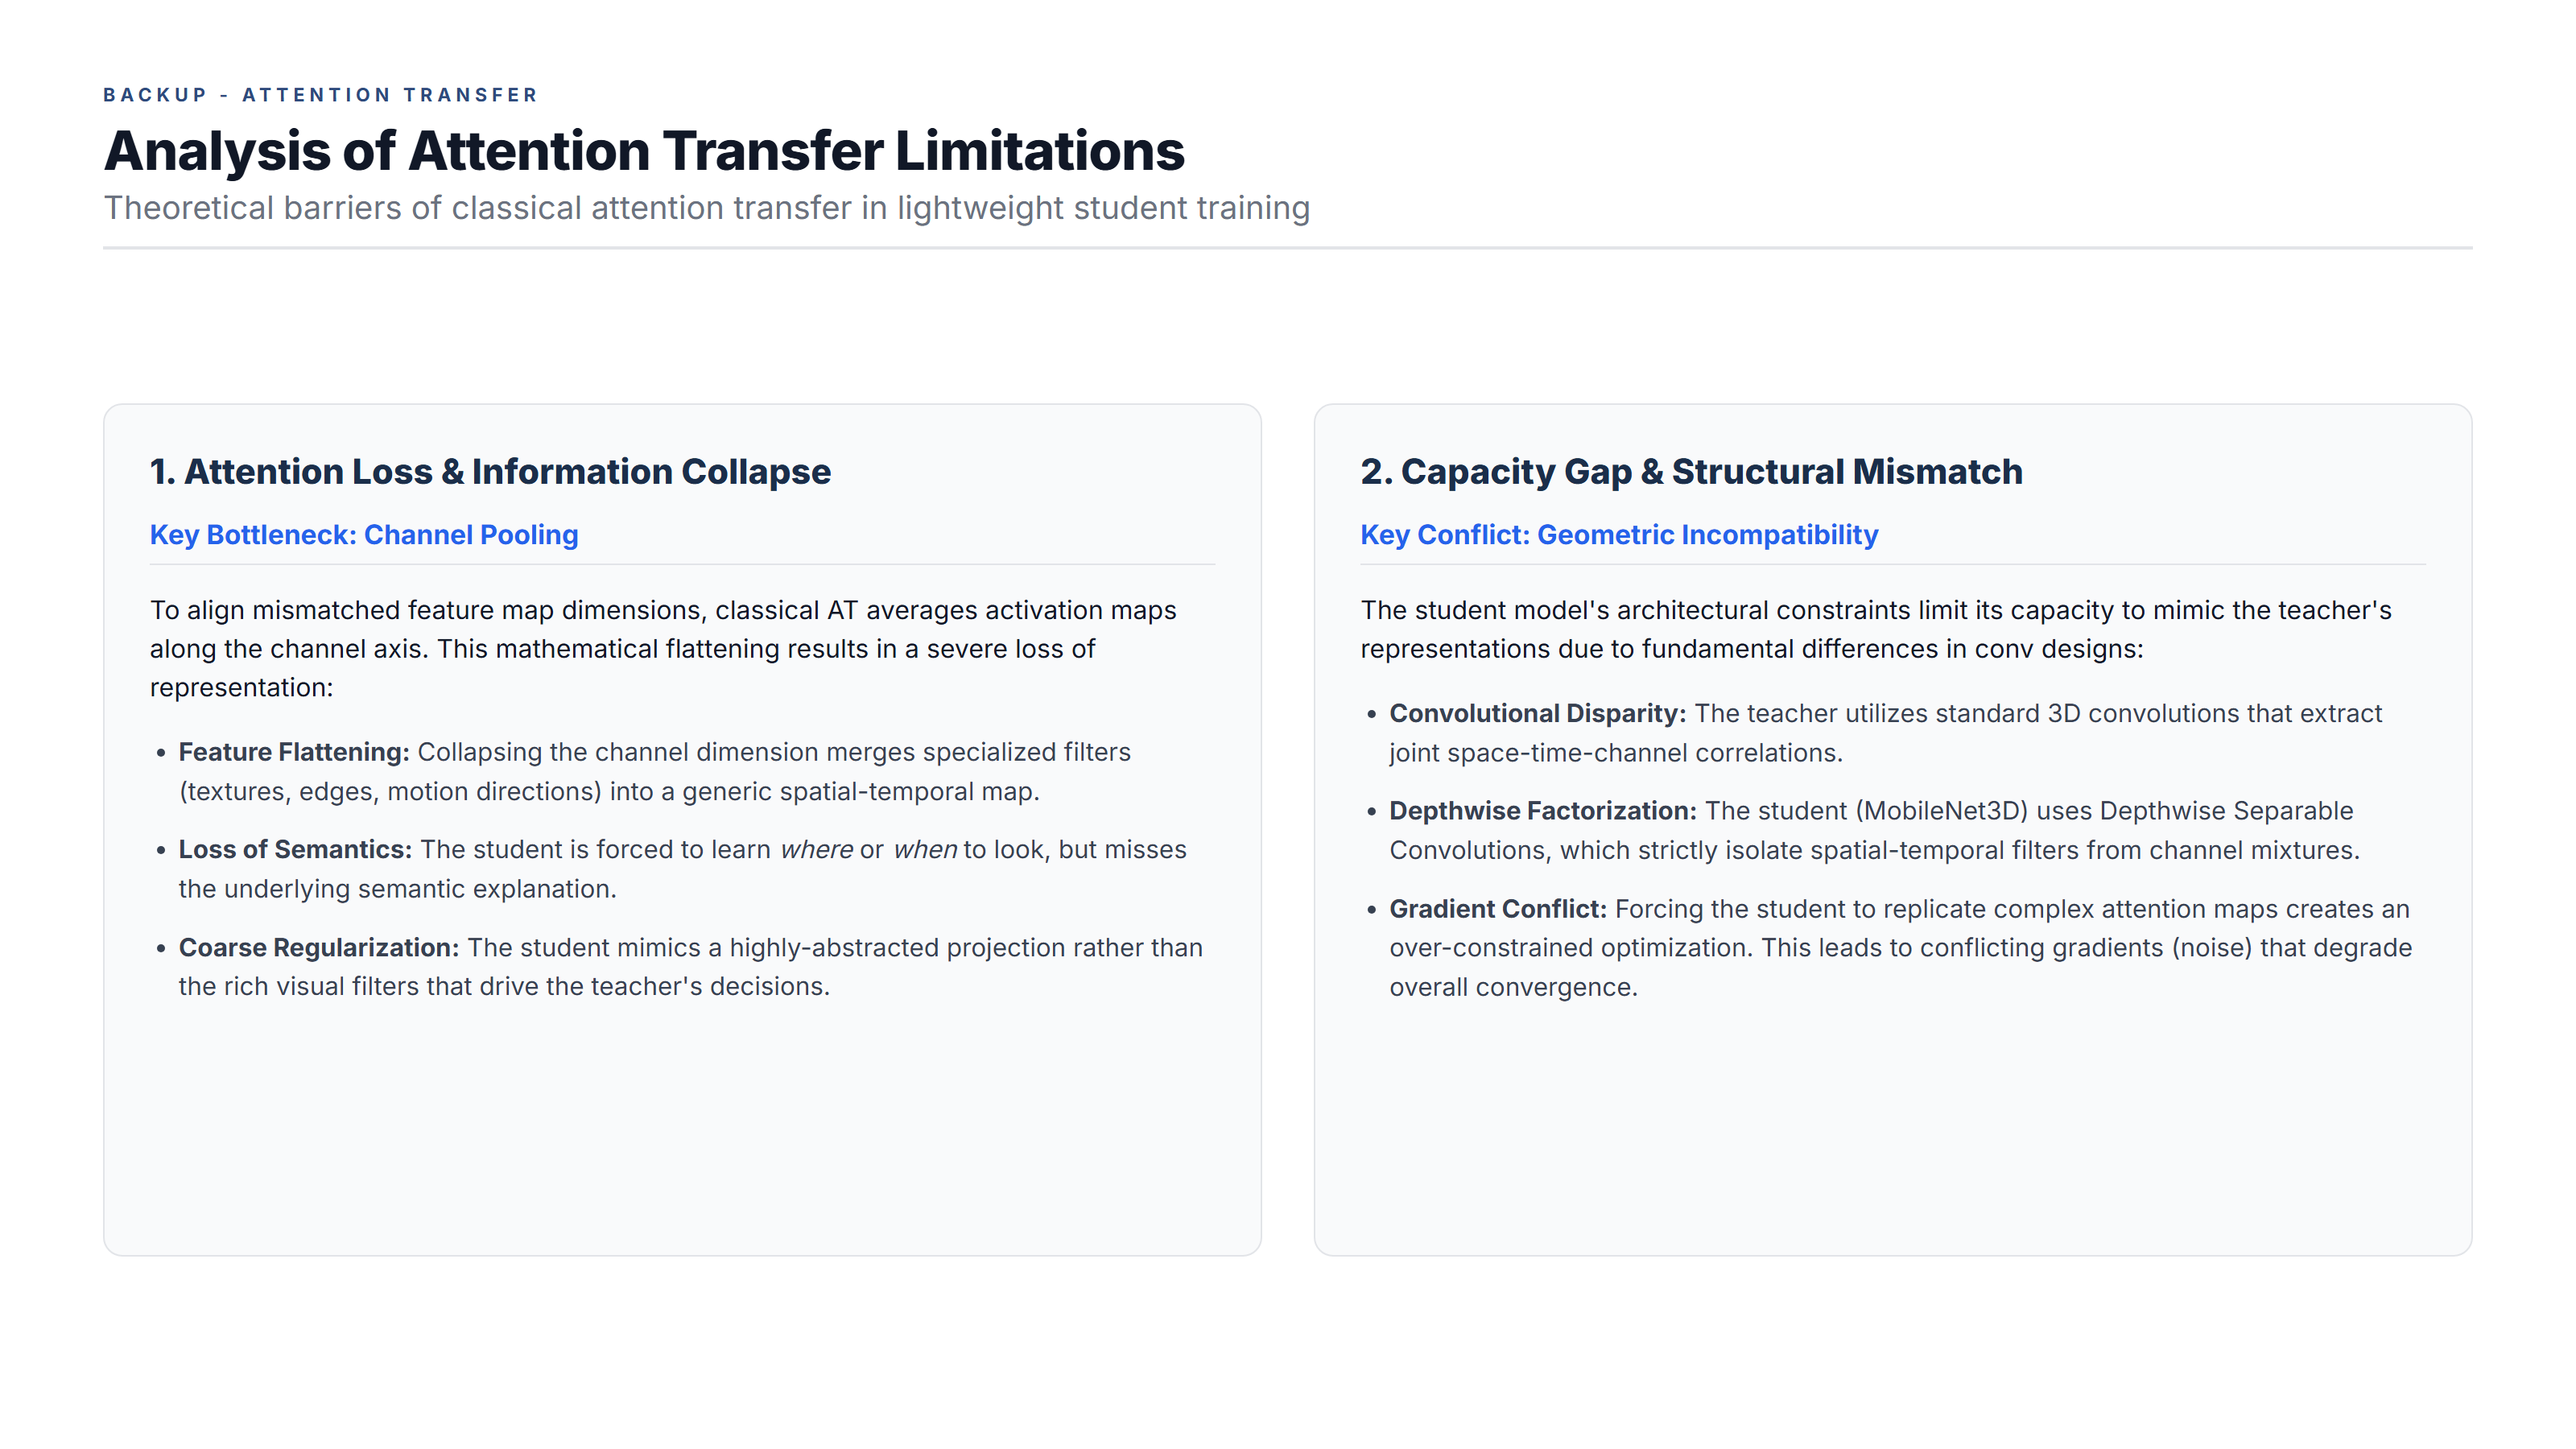 BACKUP - ATTENTION TRANSFER
Analysis of Attention Transfer Limitations
Theoretical barriers of classical attention transfer in lightweight student training
1. Attention Loss & Information Collapse
Key Bottleneck: Channel Pooling
To align mismatched feature map dimensions, classical AT averages activation maps
along the channel axis. This mathematical flattening results in a severe loss of
representation:
• Feature Flattening: Collapsing the channel dimension merges specialized filters
(textures, edges, motion directions) into a generic spatial-temporal map.
• Loss of Semantics: The student is forced to learn where or when to look, but misses
the underlying semantic explanation.
• Coarse Regularization: The student mimics a highly-abstracted projection rather than
the rich visual filters that drive the teacher's decisions.
2. Capacity Gap & Structural Mismatch
Key Conflict: Geometric Incompatibility
The student model's architectural constraints limit its capacity to mimic the teacher's
representations due to fundamental differences in conv designs:
• Convolutional Disparity: The teacher utilizes standard 3D convolutions that extract
joint space-time-channel correlations.
• Depthwise Factorization: The student (MobileNet3D) uses Depthwise Separable
Convolutions, which strictly isolate spatial-temporal filters from channel mixtures.
• Gradient Conflict: Forcing the student to replicate complex attention maps creates an
over-constrained optimization. This leads to conflicting gradients (noise) that degrade
overall convergence.